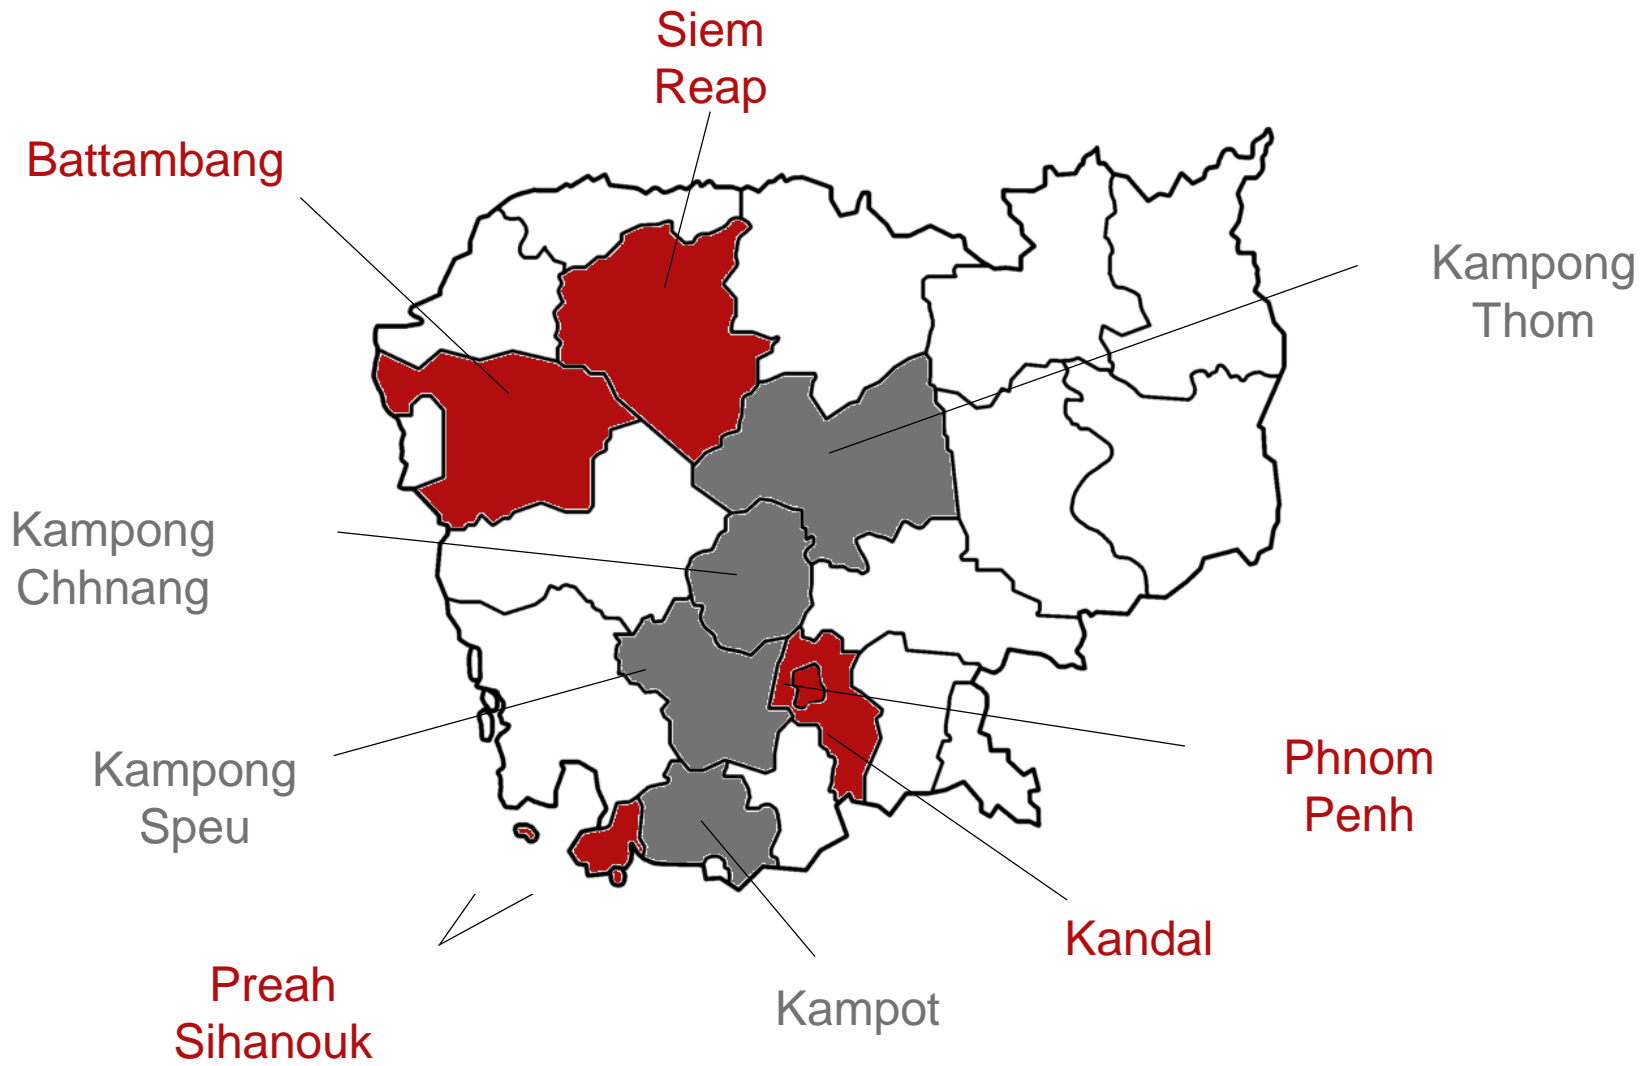 Siem
Reap
Battambang
Kampong
Thom
Kampong
Chhnang
Kampong
Speu
Phnom
Penh
Kandal
Preah
Sihanouk
Kampot